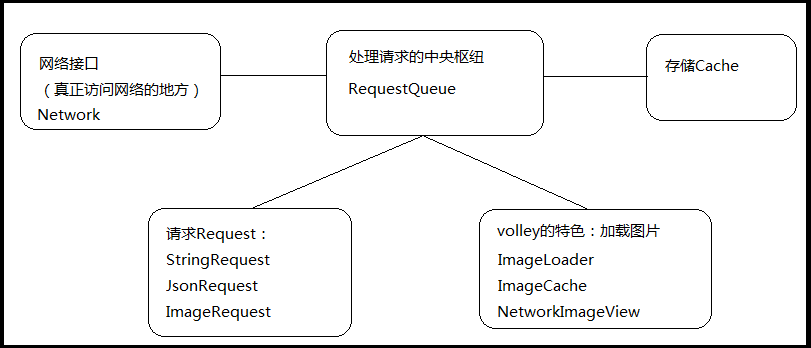 网络接口
（真正访问网络的地方）
Network
处理请求的中央枢纽
RequestQueue
存储Cache
请求Request：
StringRequest
JsonRequest
ImageRequest
volley的特色：加载图片
ImageLoader
ImageCache
NetworkImageView